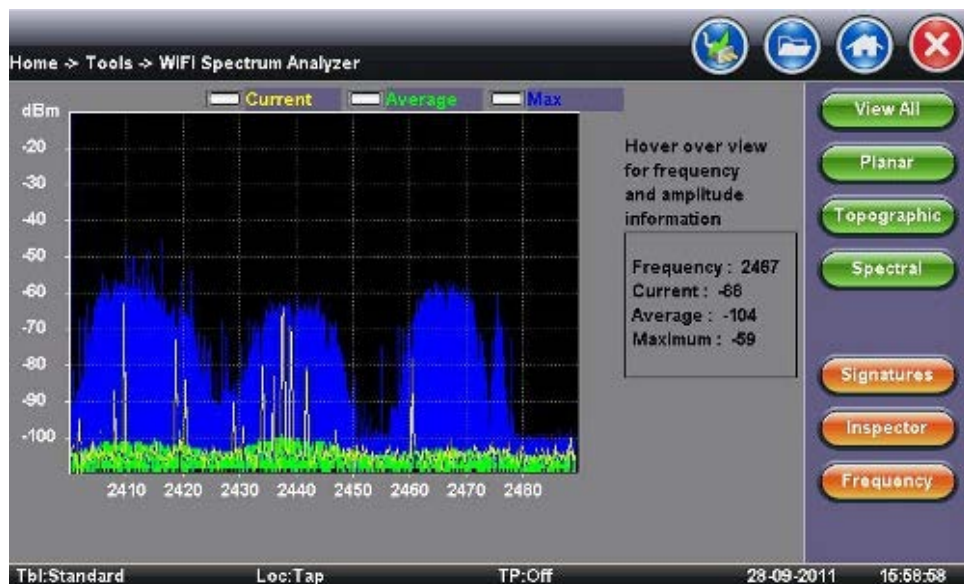 Home -> Tools -> WiFi Spectrum Analyzer
Current Average Max
dBm
-20
-30
-40
-50
-60
-70
-80
-90
-100
2410 2420 2430 2440 2450 2460 2470 2480
Hover over view
for frequency
and amplitude
information
Frequency : 2467
Current : -68
Average : -104
Maximum : -59
View All
Planar
Topographic
Spectral
Signatures
Inspector
Frequency
Tbl:Standard Loc:Tap TP:Off 28-09-2011 15:58:58